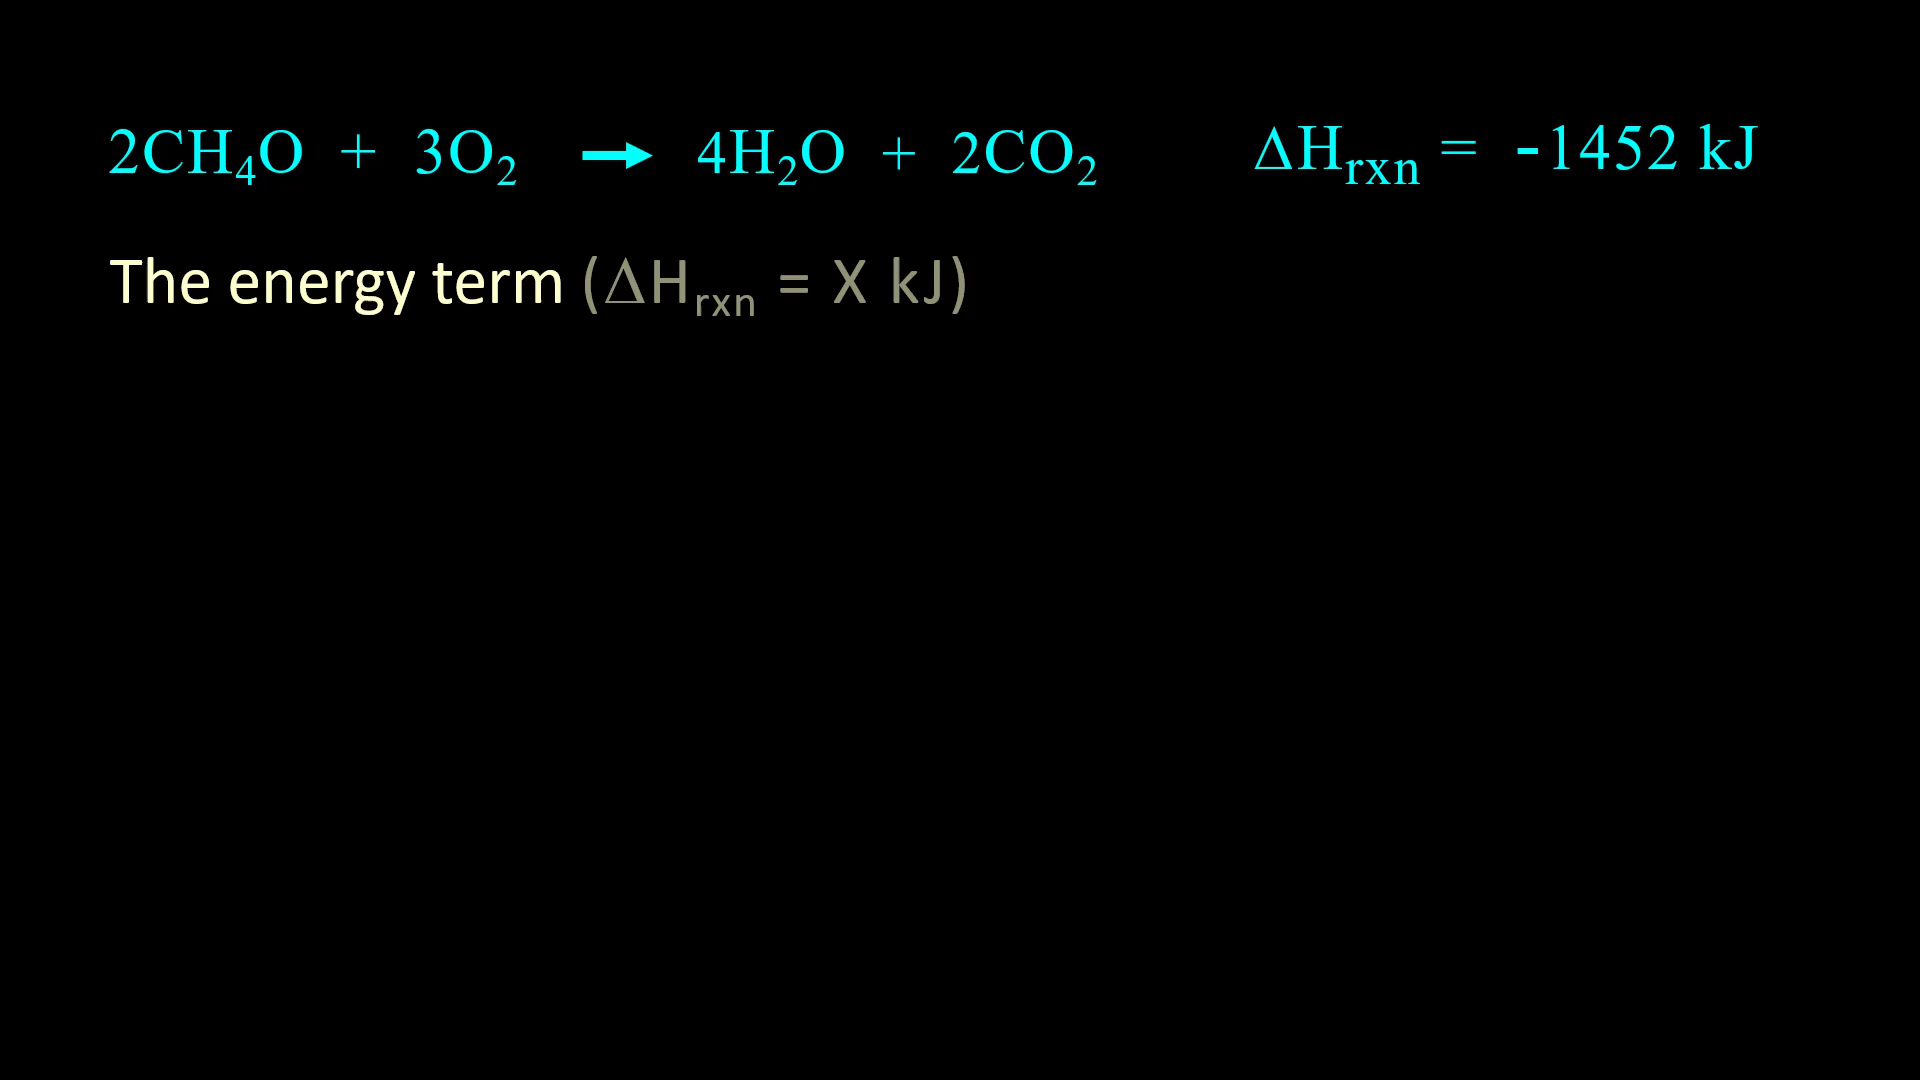 2CH₄O + 3O₂ → 4H₂O + 2CO₂ ΔHᵣₓₙ = -1452 kJ
The energy term (ΔHᵣₓₙ = X kJ)